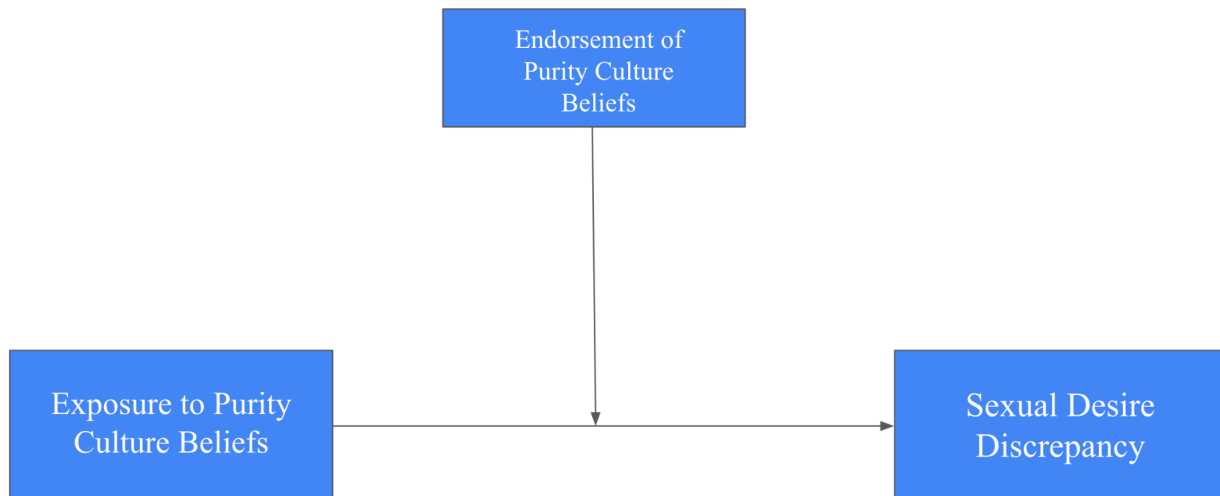 Endorsement of
Purity Culture
Beliefs
Exposure to Purity
Culture Beliefs
Sexual Desire
Discrepancy